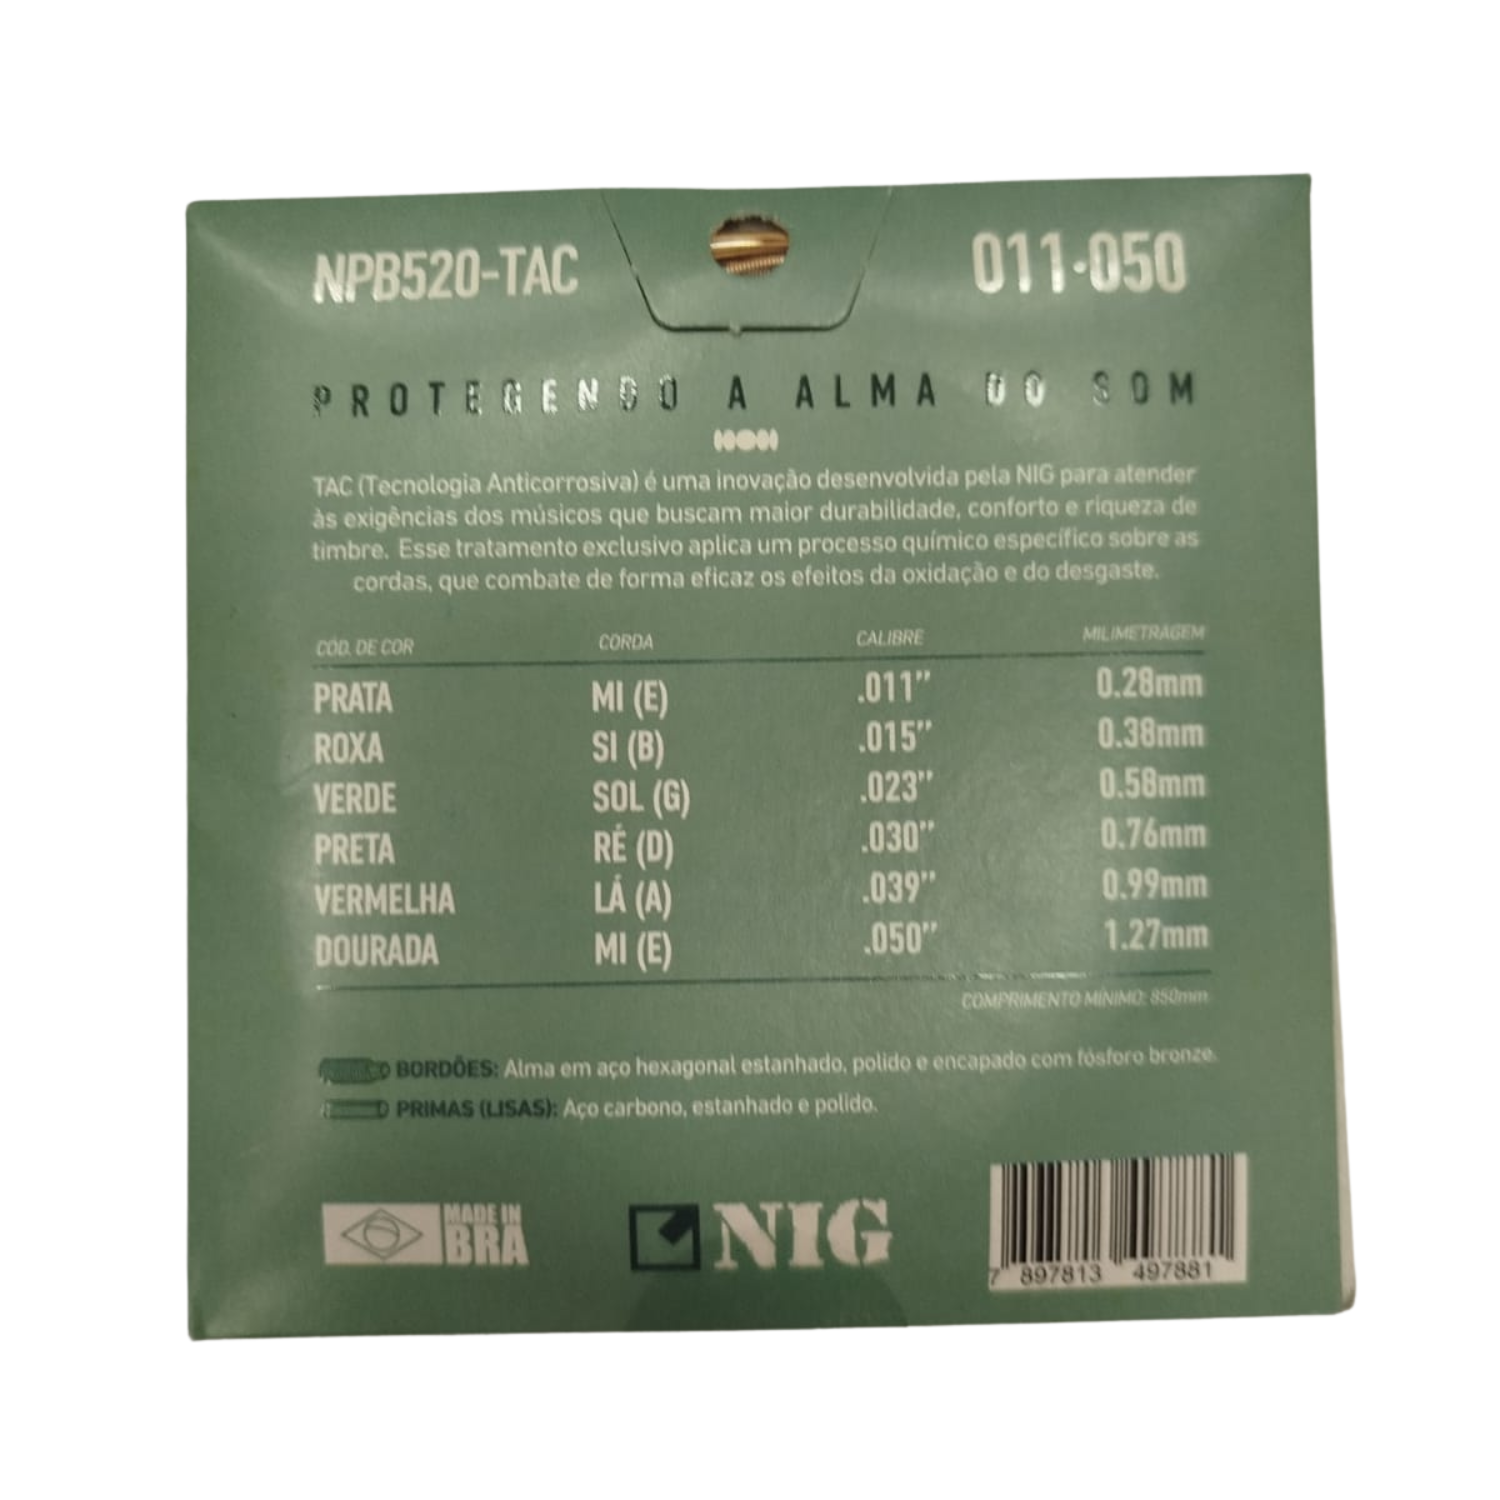 NPB520-TAC
011-050
PROTEGENDO A ALMA DO SOM
TAC (Tecnologia Anticorrosiva) é uma inovação desenvolvida pela NIG para atender
às exigências dos músicos que buscam maior durabilidade, conforto e riqueza de
timbre. Esse tratamento exclusivo aplica um processo químico específico sobre as
cordas, que combate de forma eficaz os efeitos da oxidação e do desgaste.
CÓD. DE COR CORDA CALIBRE MILIMETRAGEM
PRATA MI (E) .011” 0.28mm
ROXA SI (B) .015” 0.38mm
VERDE SOL (G) .023” 0.58mm
PRETA RÉ (D) .030” 0.76mm
VERMELHA LÁ (A) .039” 0.99mm
DOURADA MI (E) .050” 1.27mm
COMPRIMENTO MÍNIMO: 850mm
BORDÕES: Alma em aço hexagonal estanhado, polido e encapado com fósforo bronze.
PRIMAS (LISAS): Aço carbono, estanhado e polido.
MADE IN
BRA
NIG
7 897813 497881